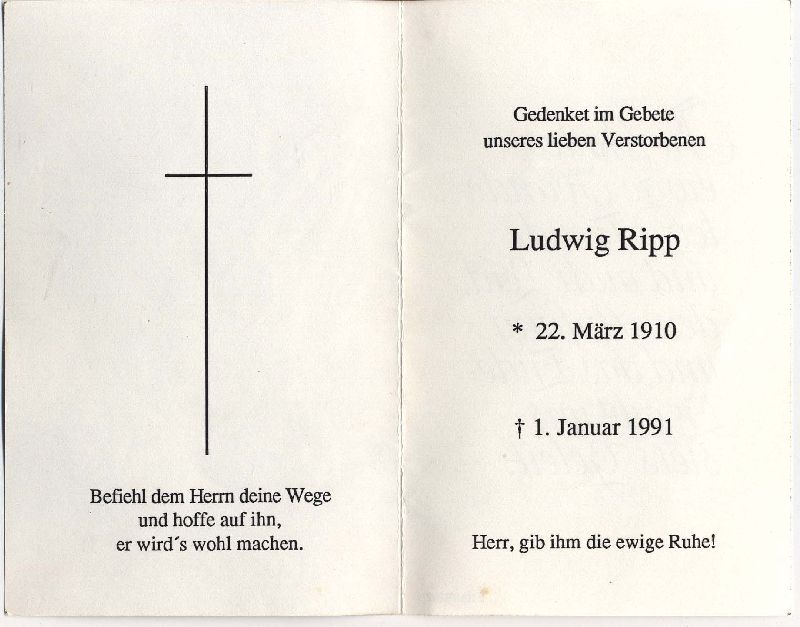 Befiehl dem Herrn deine Wege
und hoffe auf ihn,
er wird´s wohl machen.
Gedenket im Gebete
unseres lieben Verstorbenen
Ludwig Ripp
* 22. März 1910
† 1. Januar 1991
Herr, gib ihm die ewige Ruhe!